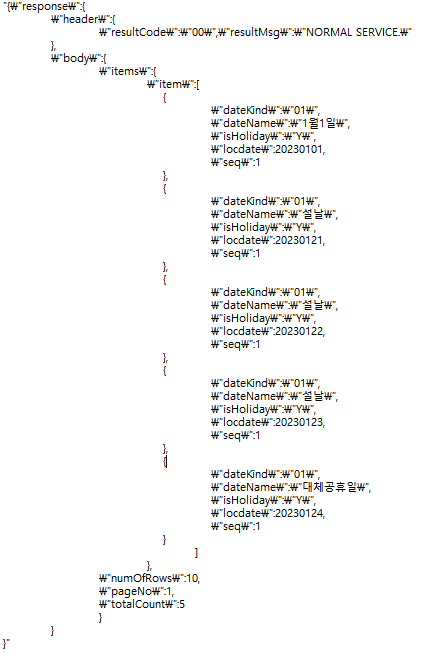 "{₩"response₩":{
₩"header₩":{
₩"resultCode₩":₩"00₩",₩"resultMsg₩":₩"NORMAL SERVICE.₩"
},
₩"body₩":{
₩"items₩":{
₩"item₩":[
{
₩"dateKind₩":₩"01₩",
₩"dateName₩":₩"1월1일₩",
₩"isHoliday₩":₩"Y₩",
₩"locdate₩":20230101,
₩"seq₩":1
},
{
₩"dateKind₩":₩"01₩",
₩"dateName₩":₩"설날₩",
₩"isHoliday₩":₩"Y₩",
₩"locdate₩":20230121,
₩"seq₩":1
},
{
₩"dateKind₩":₩"01₩",
₩"dateName₩":₩"설날₩",
₩"isHoliday₩":₩"Y₩",
₩"locdate₩":20230122,
₩"seq₩":1
},
{
₩"dateKind₩":₩"01₩",
₩"dateName₩":₩"설날₩",
₩"isHoliday₩":₩"Y₩",
₩"locdate₩":20230123,
₩"seq₩":1
},
{
₩"dateKind₩":₩"01₩",
₩"dateName₩":₩"대체공휴일₩",
₩"isHoliday₩":₩"Y₩",
₩"locdate₩":20230124,
₩"seq₩":1
}
]
},
₩"numOfRows₩":10,
₩"pageNo₩":1,
₩"totalCount₩":5
}
}
}"